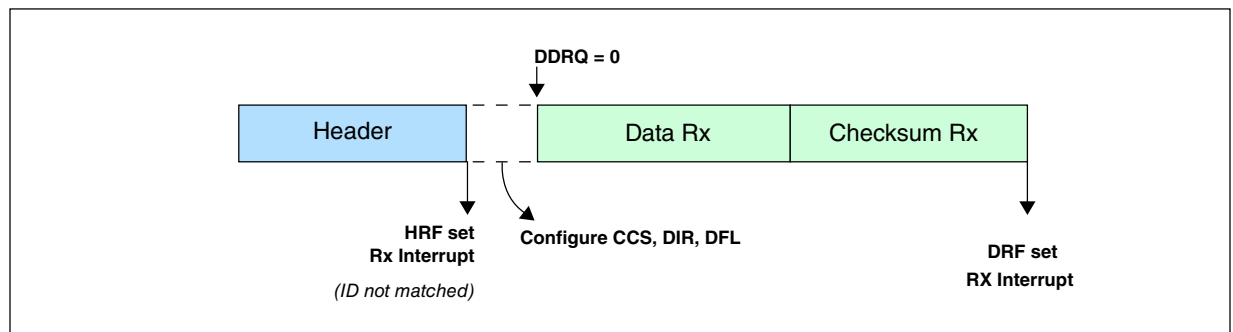 DDRQ = 0
Header
Data Rx
Checksum Rx
HRF set
Rx Interrupt
(ID not matched)
Configure CCS, DIR, DFL
DRF set
RX Interrupt